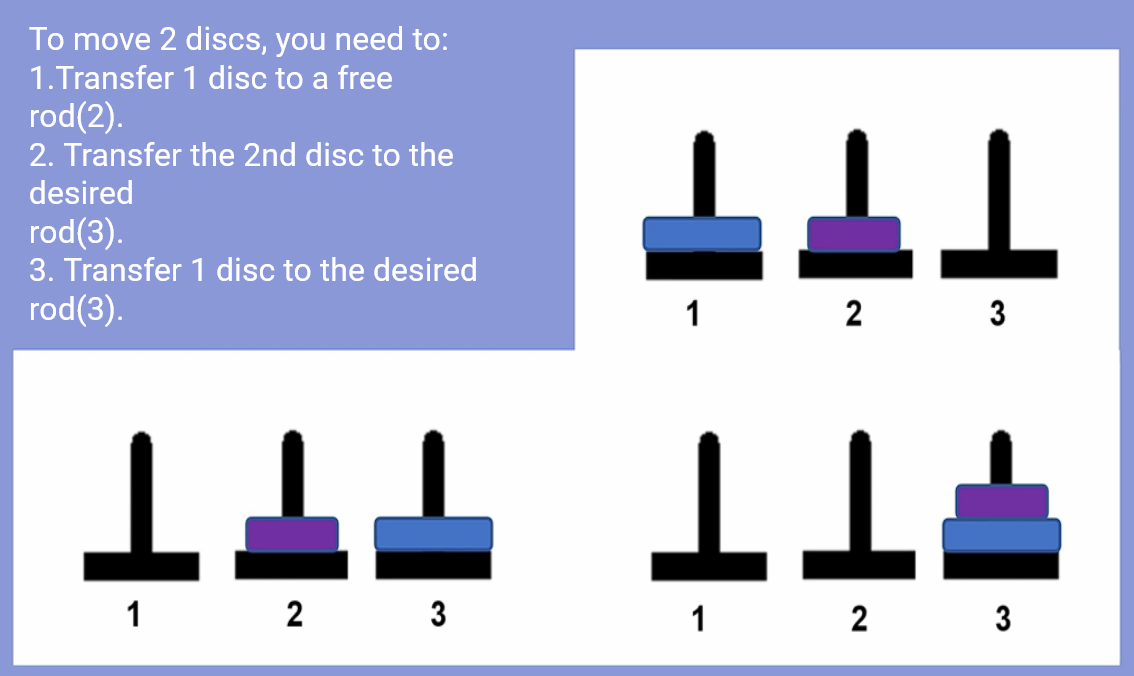 To move 2 discs, you need to:
1.Transfer 1 disc to a free
rod(2).
2. Transfer the 2nd disc to the
desired
rod(3).
3. Transfer 1 disc to the desired
rod(3).
1 2 3
1 2 3
1 2 3